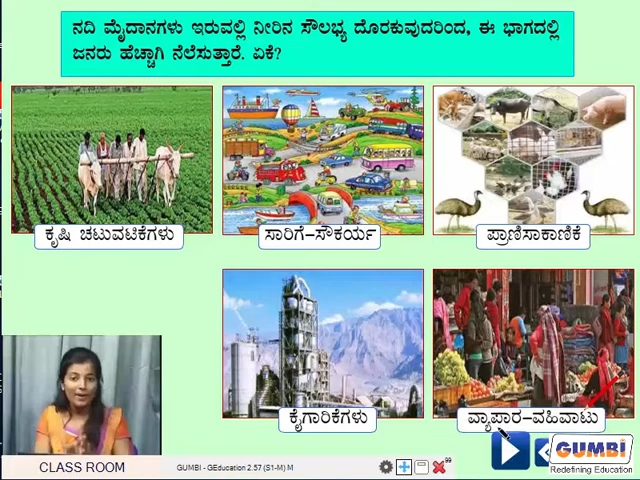 ನದಿ ಮೈದಾನಗಳು ಇರುವಲ್ಲಿ ನೀರಿನ ಸೌಲಭ್ಯ ದೊರಕುವುದರಿಂದ, ಈ ಭಾಗದಲ್ಲಿ
ಜನರು ಹೆಚ್ಚಾಗಿ ನೆಲೆಸುತ್ತಾರೆ. ಏಕೆ?
ಕೃಷಿ ಚಟುವಟಿಕೆಗಳು
ಸಾರಿಗೆ-ಸೌಕರ್ಯ
ಪ್ರಾಣಿಸಾಕಾಣಿಕೆ
ಕೈಗಾರಿಕೆಗಳು
ವ್ಯಾಪಾರ-ವಹಿವಾಟು
CLASS ROOM
GUMBI - GEducation 2.57 (S1-M) M
99
GUMBi
Redefining Education